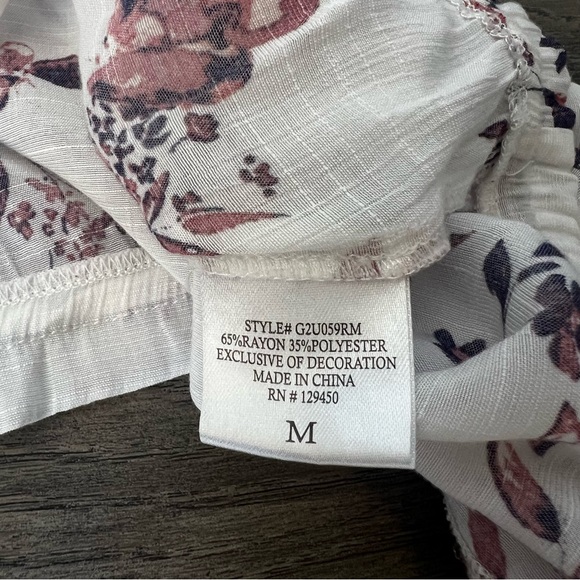 STYLE# G2U059RM
65%RAYON 35%POLYESTER
EXCLUSIVE OF DECORATION
MADE IN CHINA
RN # 129450
M